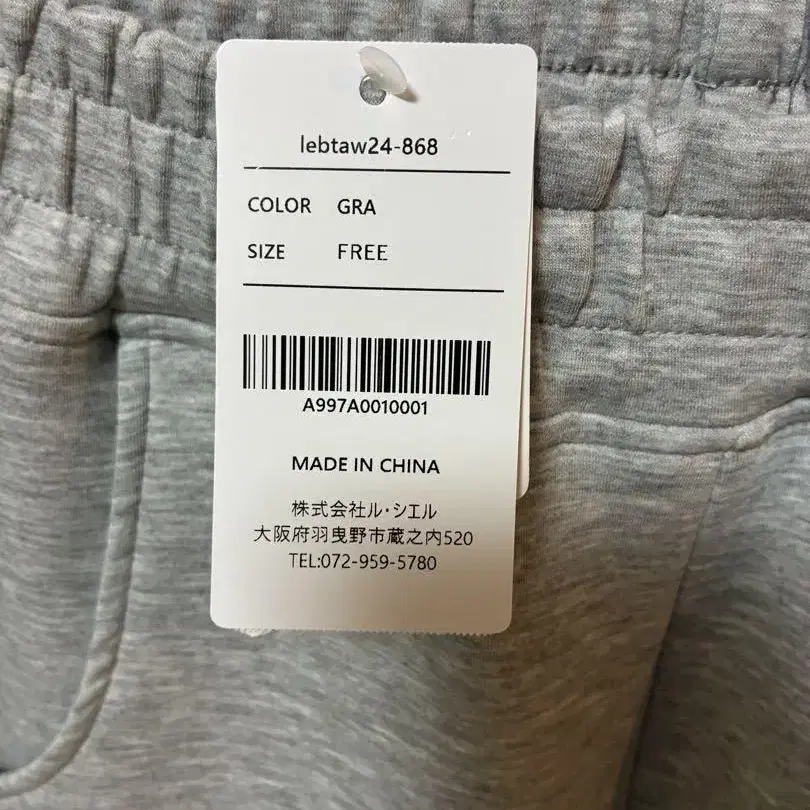 lebtaw24-868
COLOR GRA
SIZE FREE
A997A0010001
MADE IN CHINA
株式会社ル・シエル
大阪府羽曳野市蔵之内520
TEL:072-959-5780